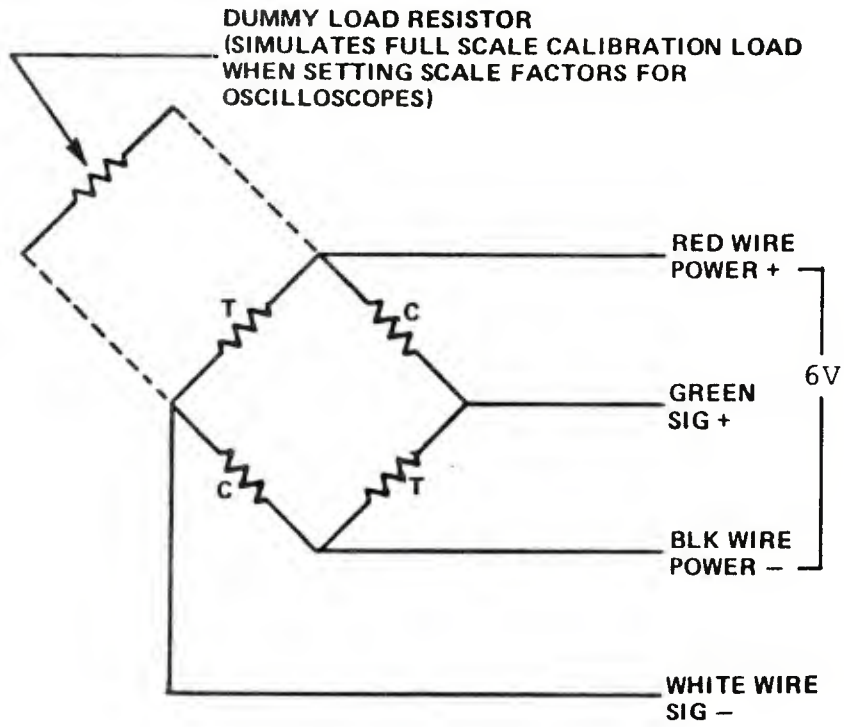 DUMMY LOAD RESISTOR
(SIMULATES FULL SCALE CALIBRATION LOAD
WHEN SETTING SCALE FACTORS FOR
OSCILLOSCOPES)
RED WIRE
POWER +
T
C
6V
GREEN
SIG +
C
T
BLK WIRE
POWER –
WHITE WIRE
SIG –